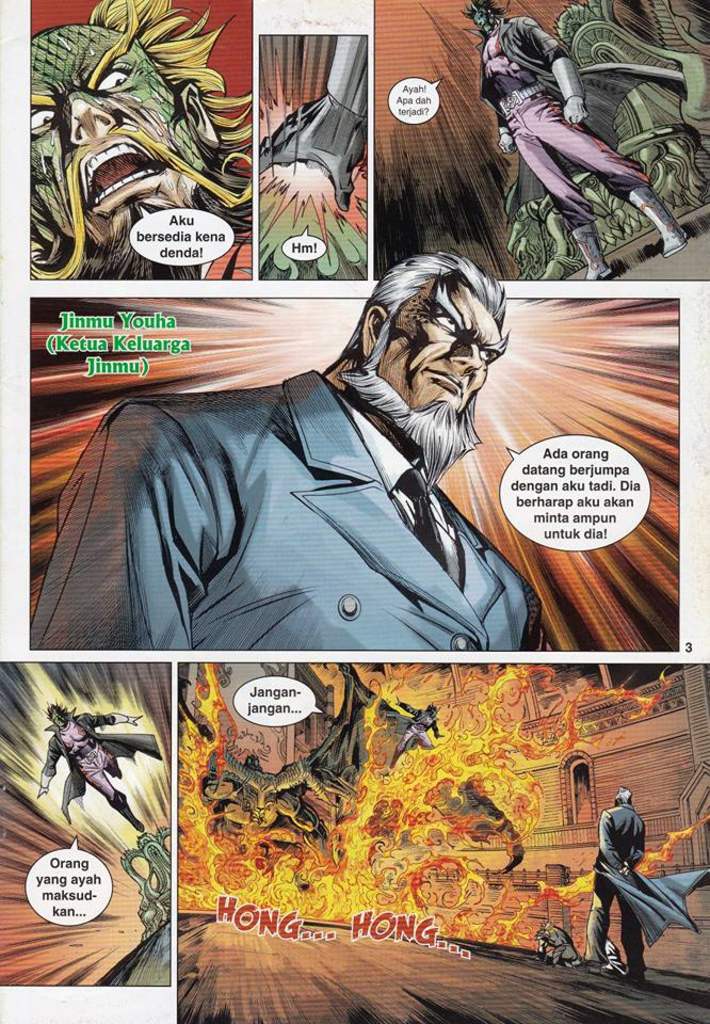 Aku
bersedia kena
denda!
Hm!
Ayah!
Apa dah
terjadi?
Jinmu Youha
(Ketua Keluarga
Jinmu)
Ada orang
datang berjumpa
dengan aku tadi. Dia
berharap aku akan
minta ampun
untuk dia!
3
Orang
yang ayah
maksud-
kan...
Jangan-
jangan...
HONG... HONG...